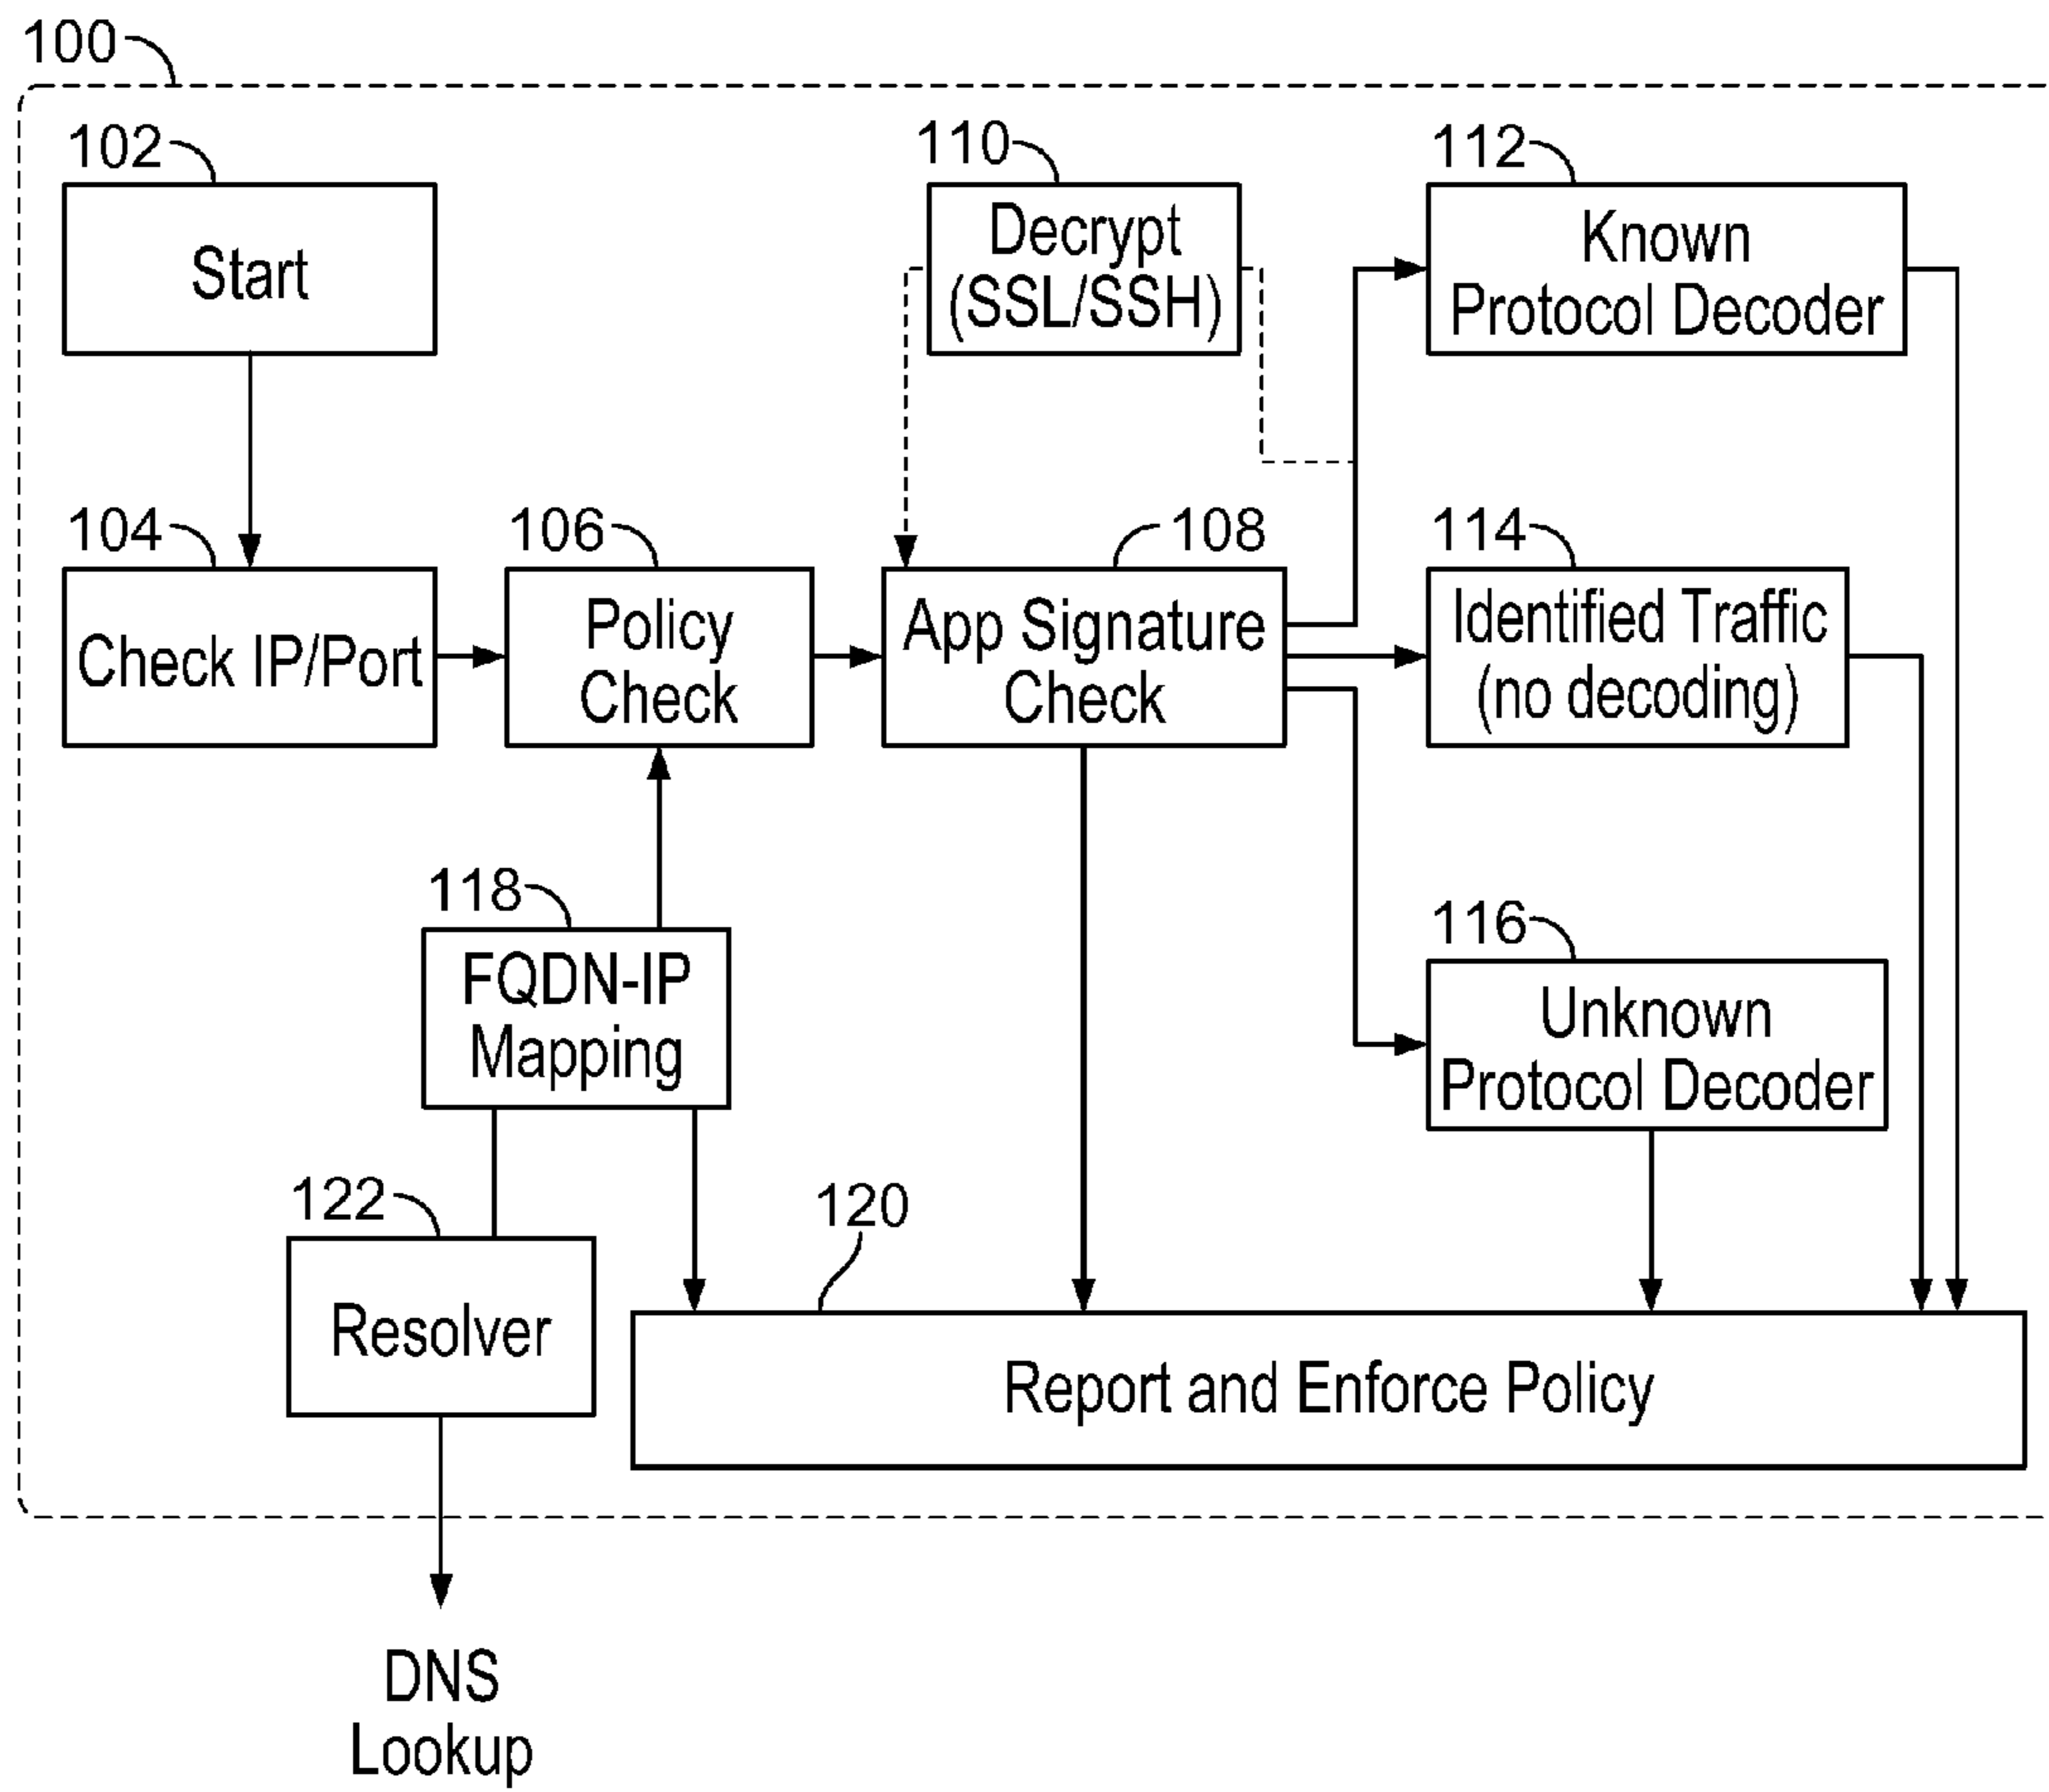 100
102
Start
110
Decrypt
(SSL/SSH)
112
Known
Protocol Decoder
104
Check IP/Port
106
Policy
Check
108
App Signature
Check
114
Identified Traffic
(no decoding)
118
FQDN-IP
Mapping
116
Unknown
Protocol Decoder
122
Resolver
120
Report and Enforce Policy
DNS
Lookup